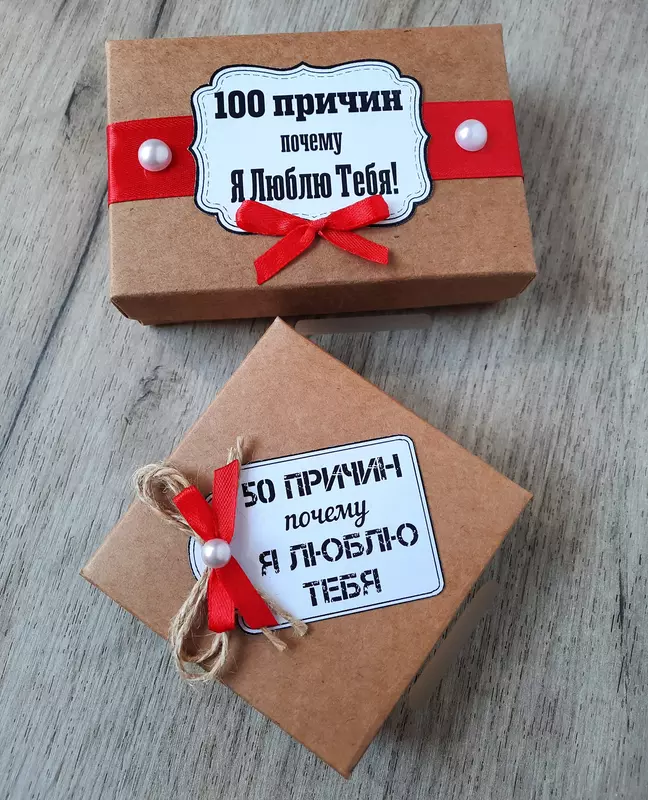 100 причин
почему
Я Люблю Тебя!
50 ПРИЧИН
почему
Я ЛЮБЛЮ
ТЕБЯ